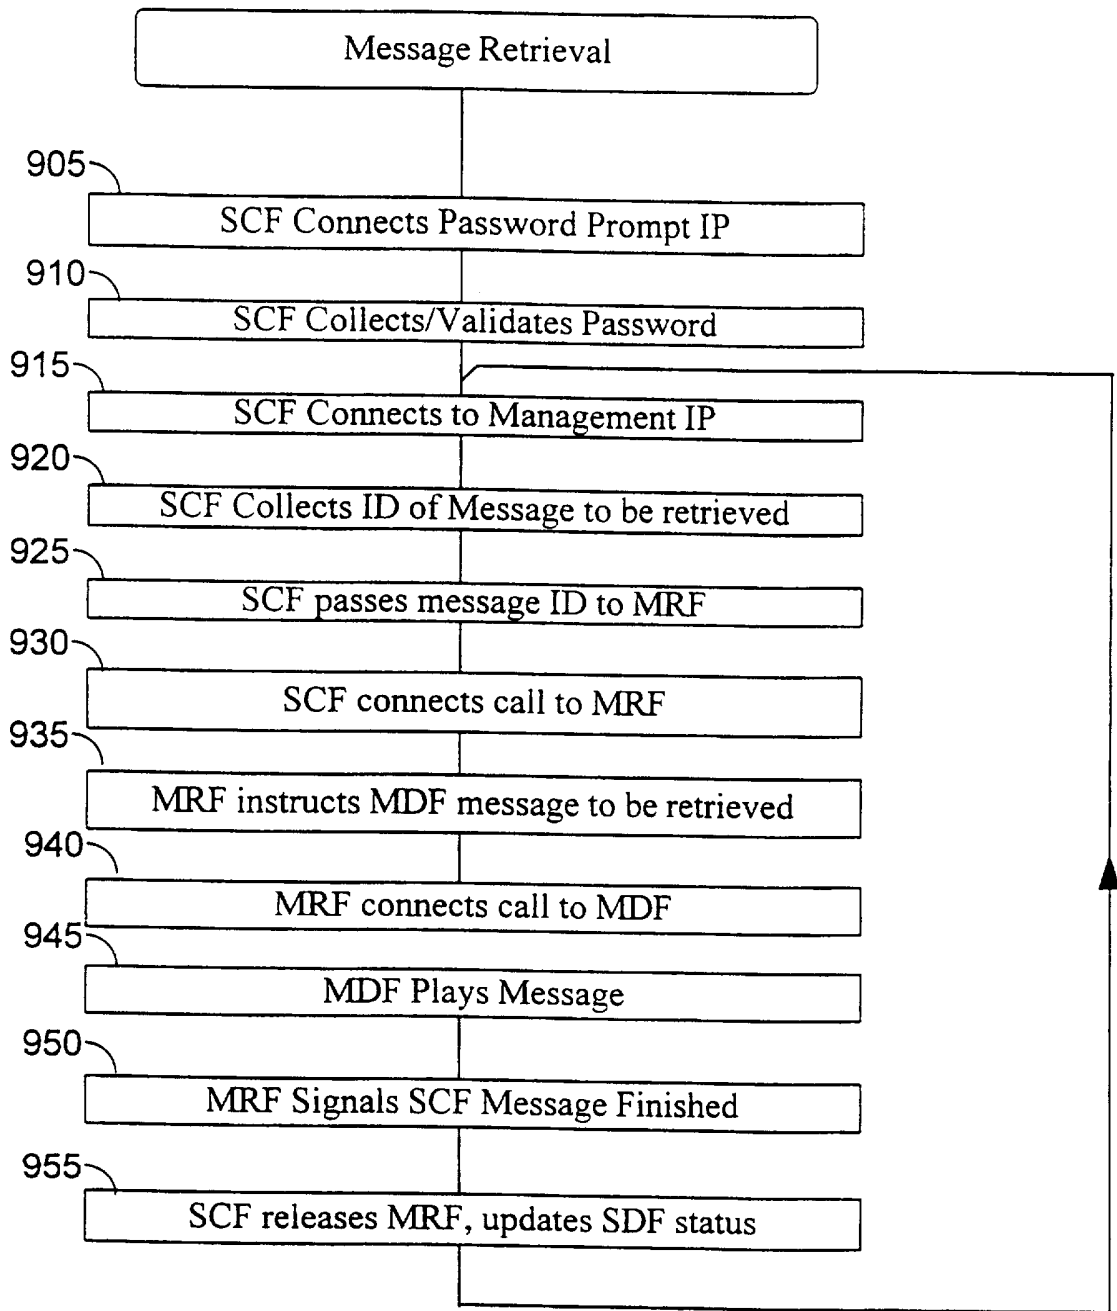 Message Retrieval
905
SCF Connects Password Prompt IP
910
SCF Collects/Validates Password
915
SCF Connects to Management IP
920
SCF Collects ID of Message to be retrieved
925
SCF passes message ID to MRF
930
SCF connects call to MRF
935
MRF instructs MDF message to be retrieved
940
MRF connects call to MDF
945
MDF Plays Message
950
MRF Signals SCF Message Finished
955
SCF releases MRF, updates SDF status